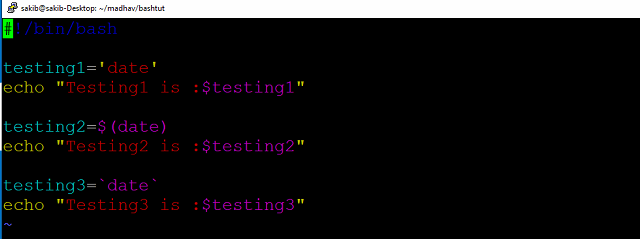 sakib@sakib-Desktop: ~/madhav/bashtut
#!/bin/bash
testing1='date'
echo "Testing1 is :$testing1"
testing2=$(date)
echo "Testing2 is :$testing2"
testing3=`date`
echo "Testing3 is :$testing3"
~